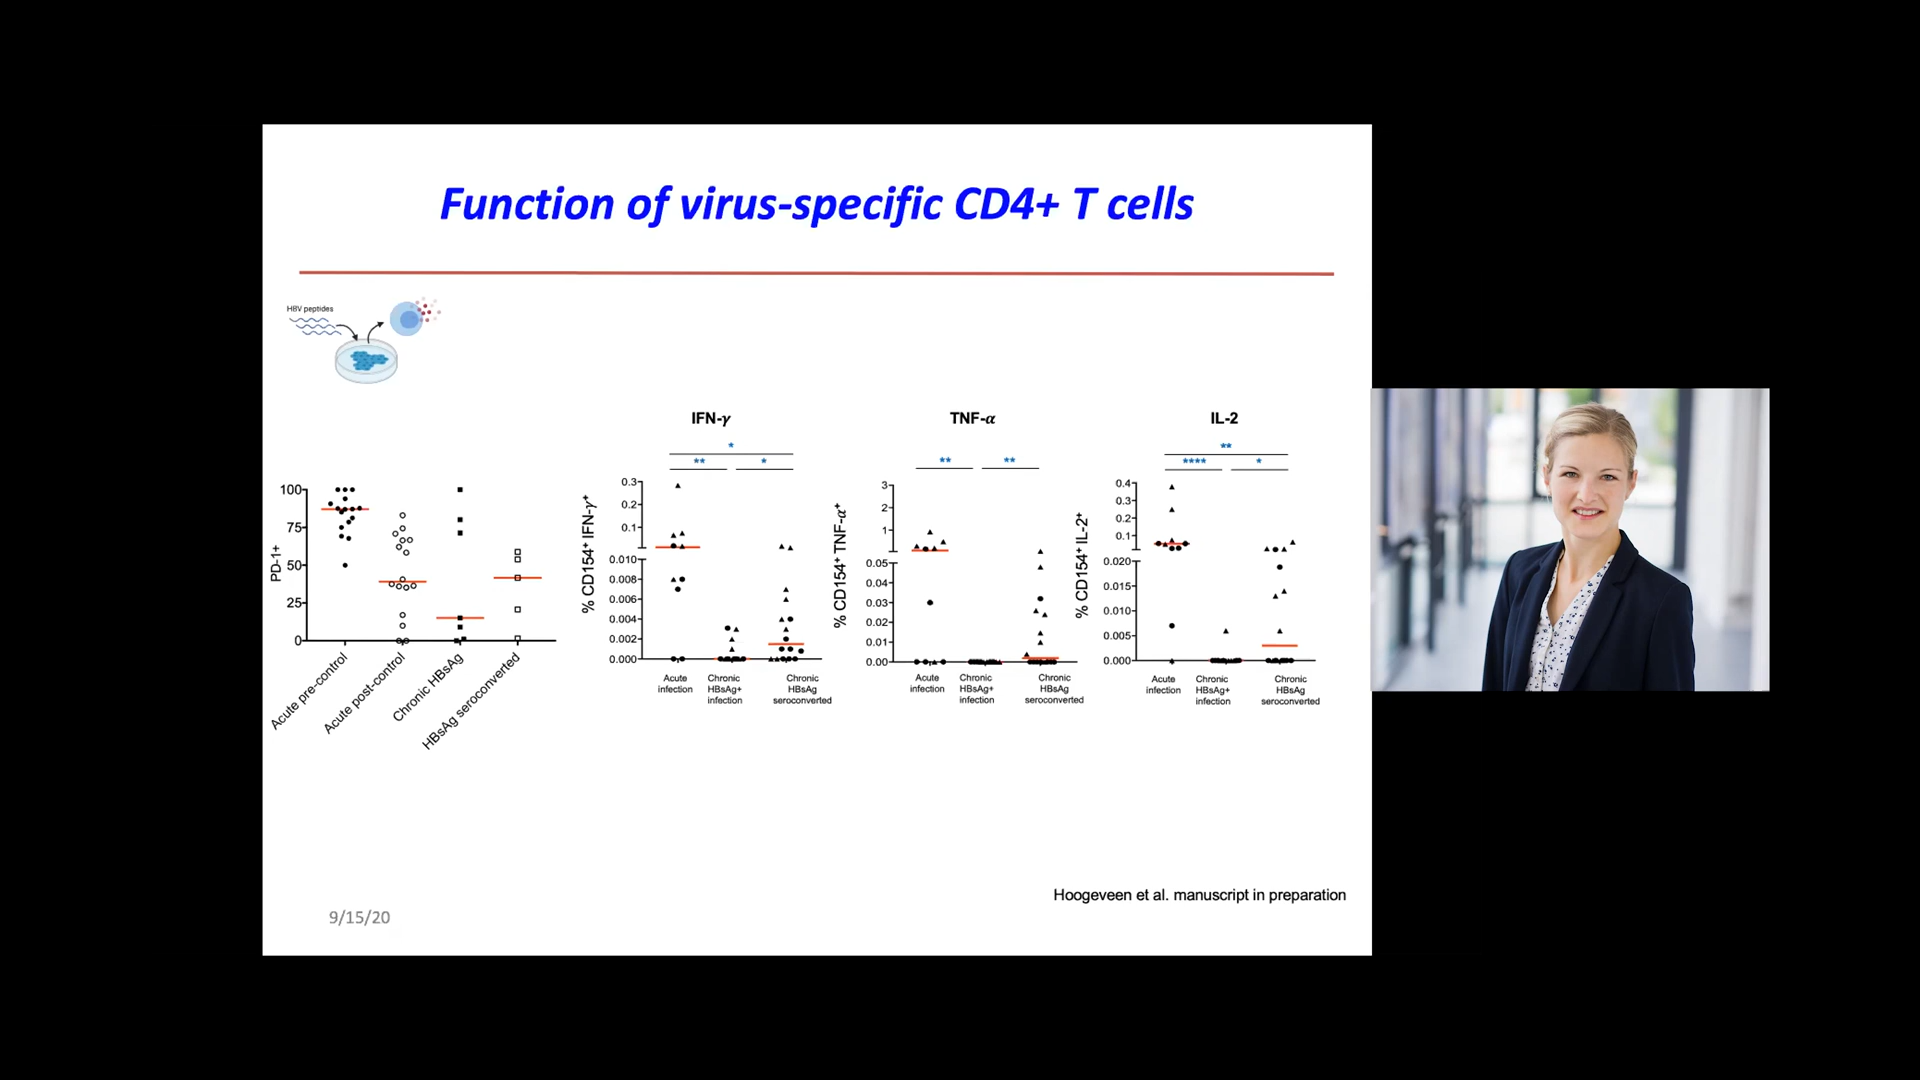 Function of virus-specific CD4+ T cells
HBV peptides
PD-1+
100
75
50
25
0
Acute pre-control
Acute post-control
Chronic HBsAg
HBsAg seroconverted
IFN-γ
*
** *
% CD154⁺ IFN-γ⁺
0.3
0.2
0.1
0.010
0.008
0.006
0.004
0.002
0.000
Acute
infection
Chronic
HBsAg+
infection
Chronic
HBsAg
seroconverted
TNF-α
** **
% CD154⁺ TNF-α⁺
3
2
1
0.05
0.04
0.03
0.02
0.01
0.00
Acute
infection
Chronic
HBsAg+
infection
Chronic
HBsAg
seroconverted
IL-2
**
**** *
% CD154⁺ IL-2⁺
0.4
0.3
0.2
0.1
0.020
0.015
0.010
0.005
0.000
Acute
infection
Chronic
HBsAg+
infection
Chronic
HBsAg
seroconverted
Hoogeveen et al. manuscript in preparation
9/15/20